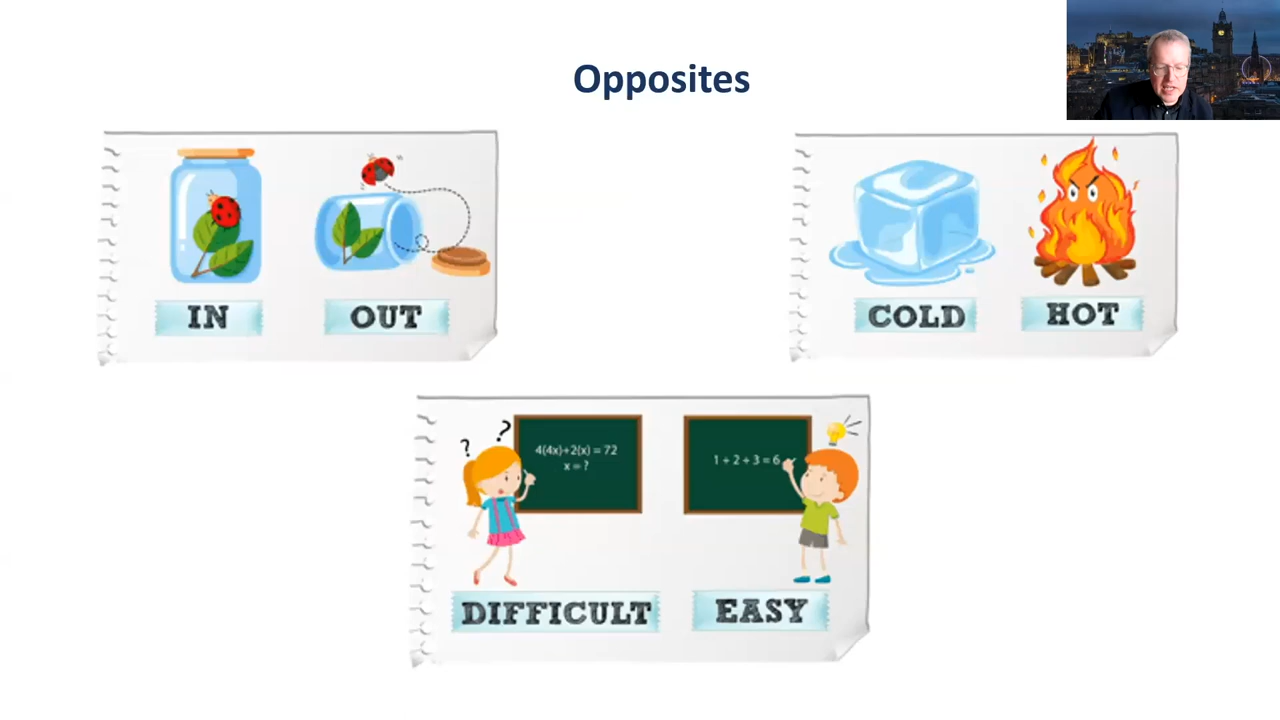 Opposites
IN
OUT
COLD
HOT
? ?
4(4x)+2(x) = 72
x = ?
1 + 2 + 3 = 6
DIFFICULT
EASY